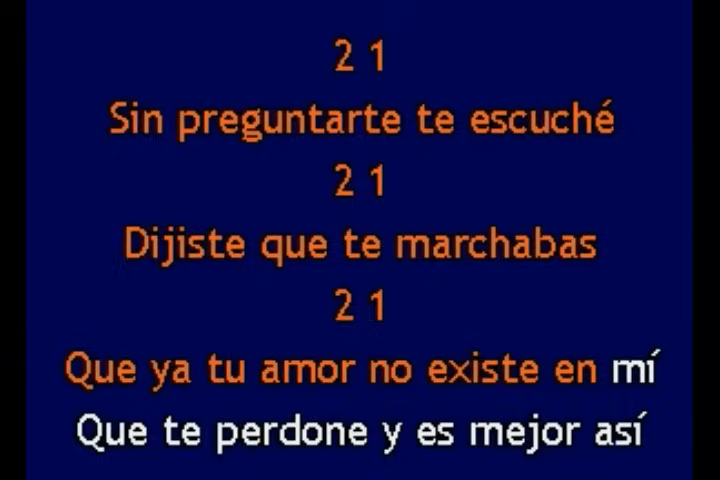 2 1
Sin preguntarte te escuché
2 1
Dijiste que te marchabas
2 1
Que ya tu amor no existe en mí
Que te perdone y es mejor así